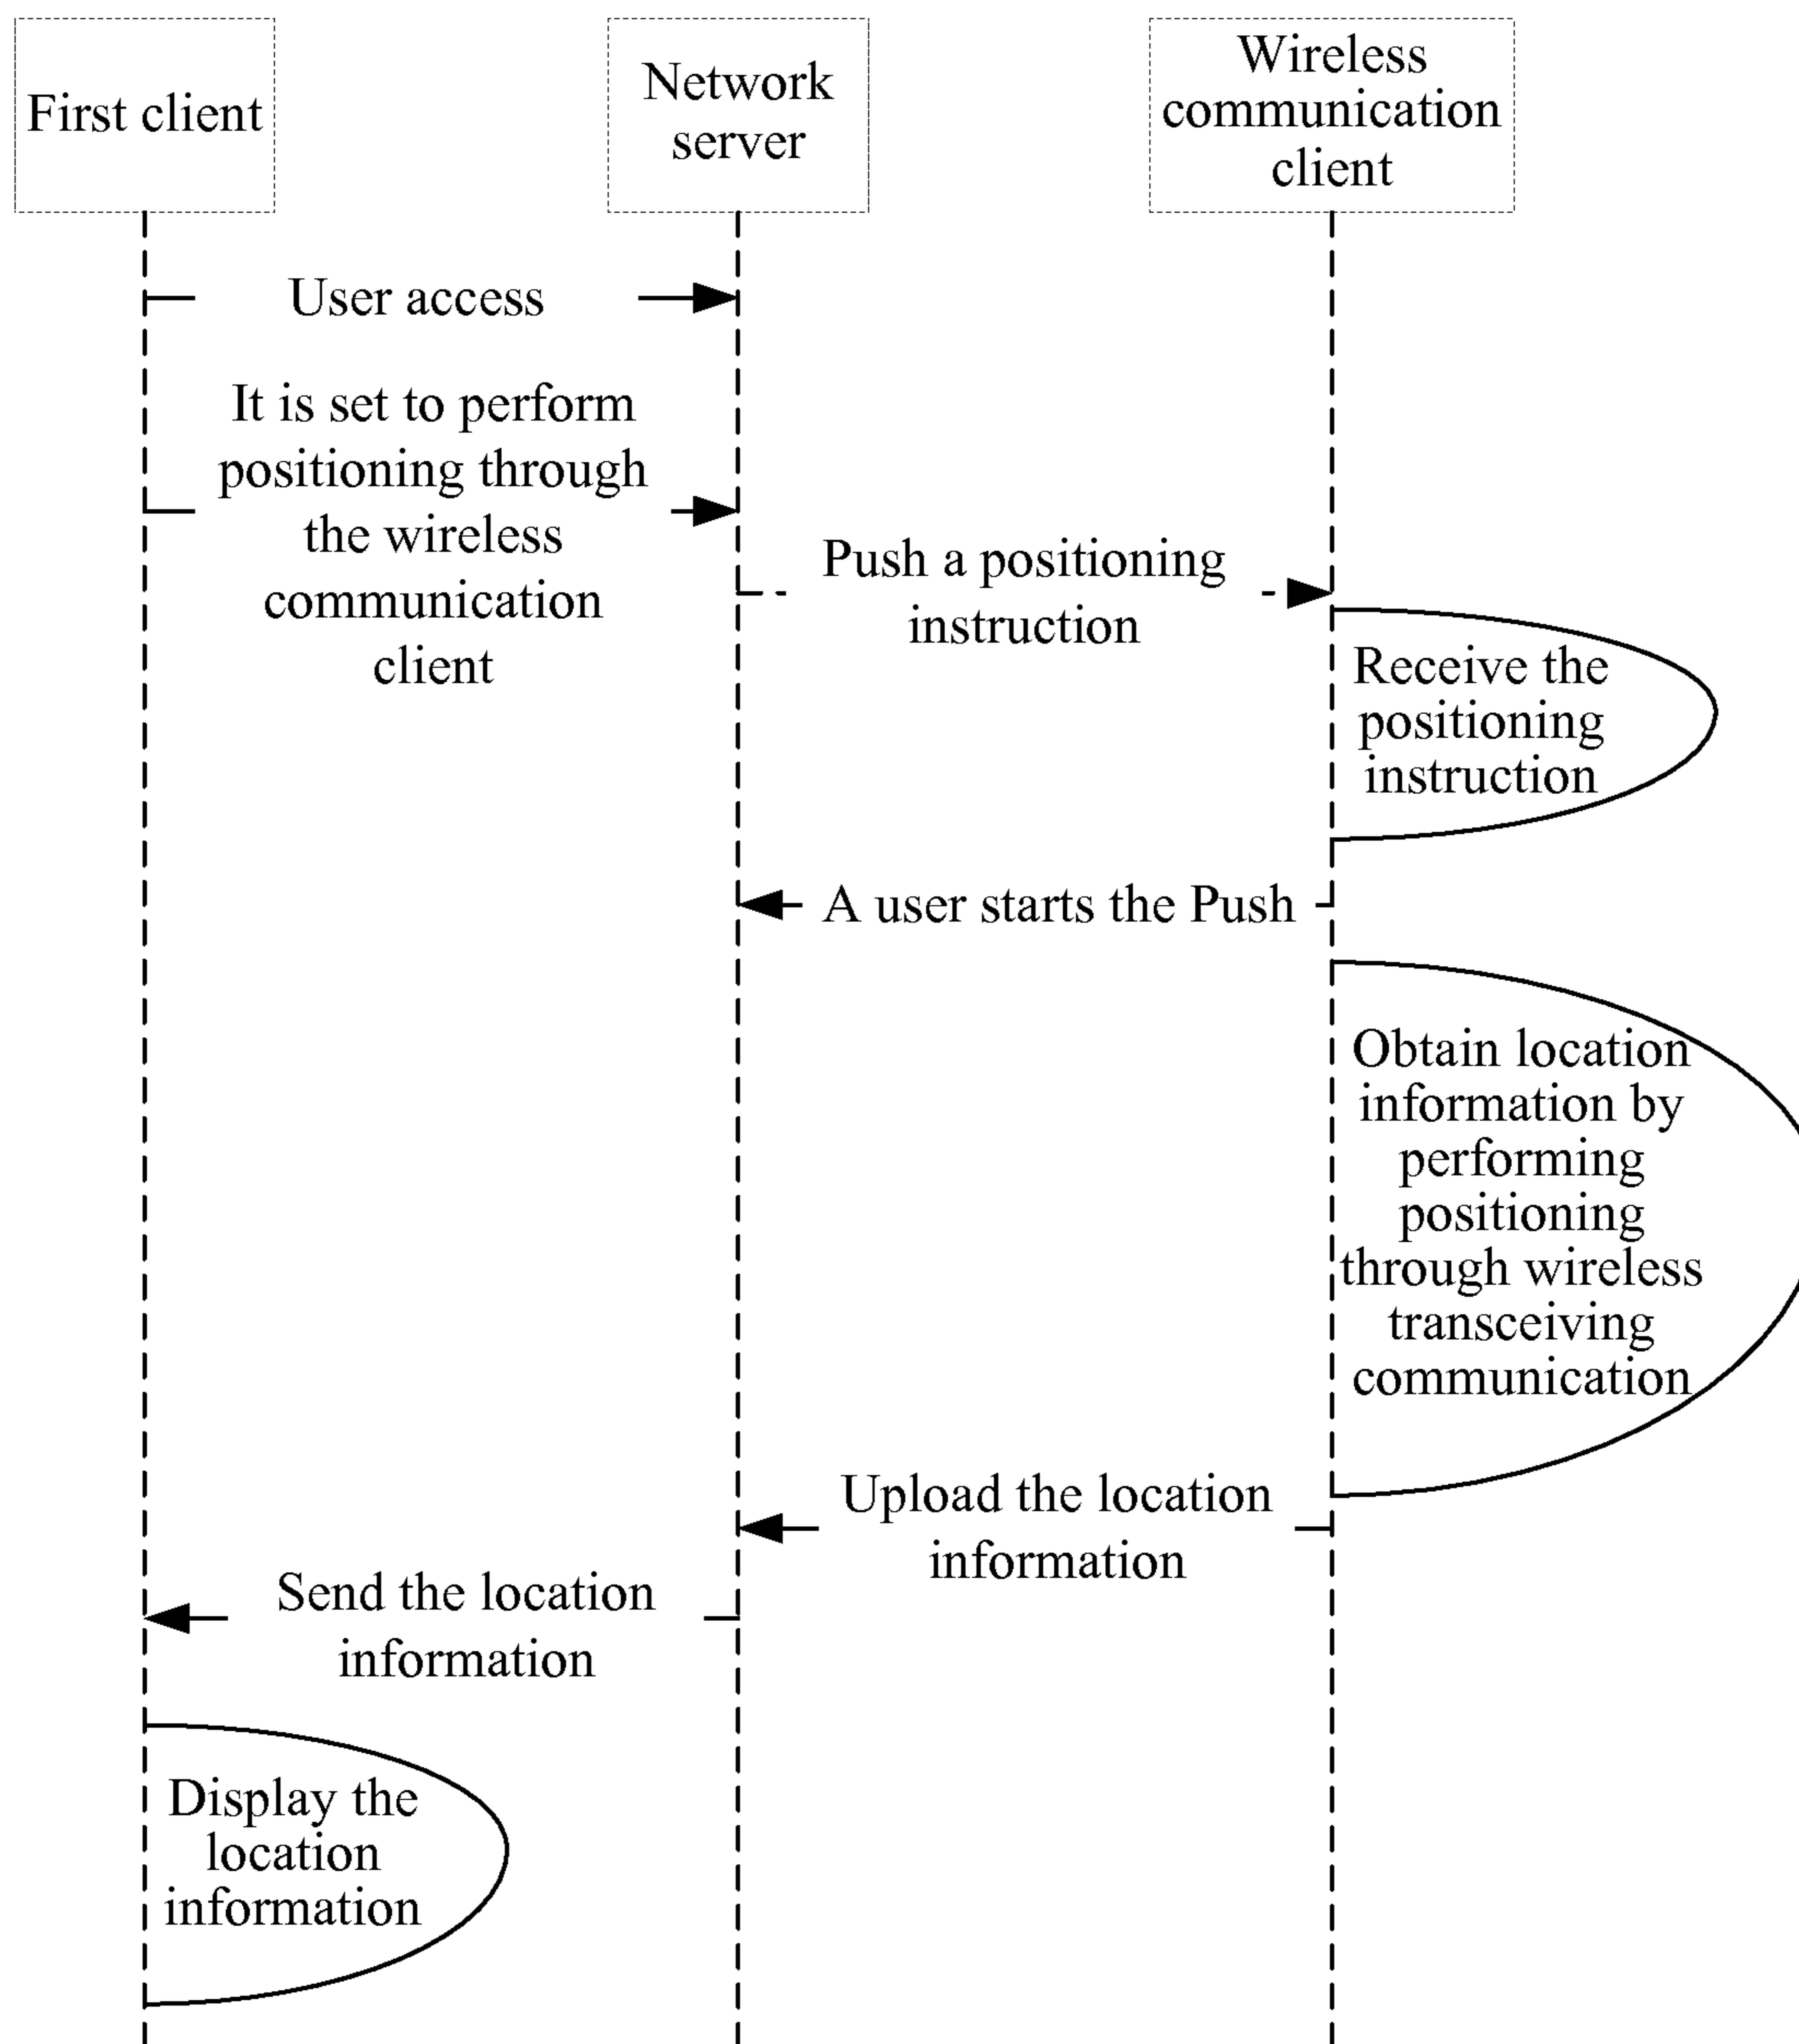 First client
Network
server
Wireless
communication
client
User access
It is set to perform
positioning through
the wireless
communication
client
Push a positioning
instruction
Receive the
positioning
instruction
A user starts the Push
Obtain location
information by
performing
positioning
through wireless
transceiving
communication
Upload the location
information
Send the location
information
Display the
location
information